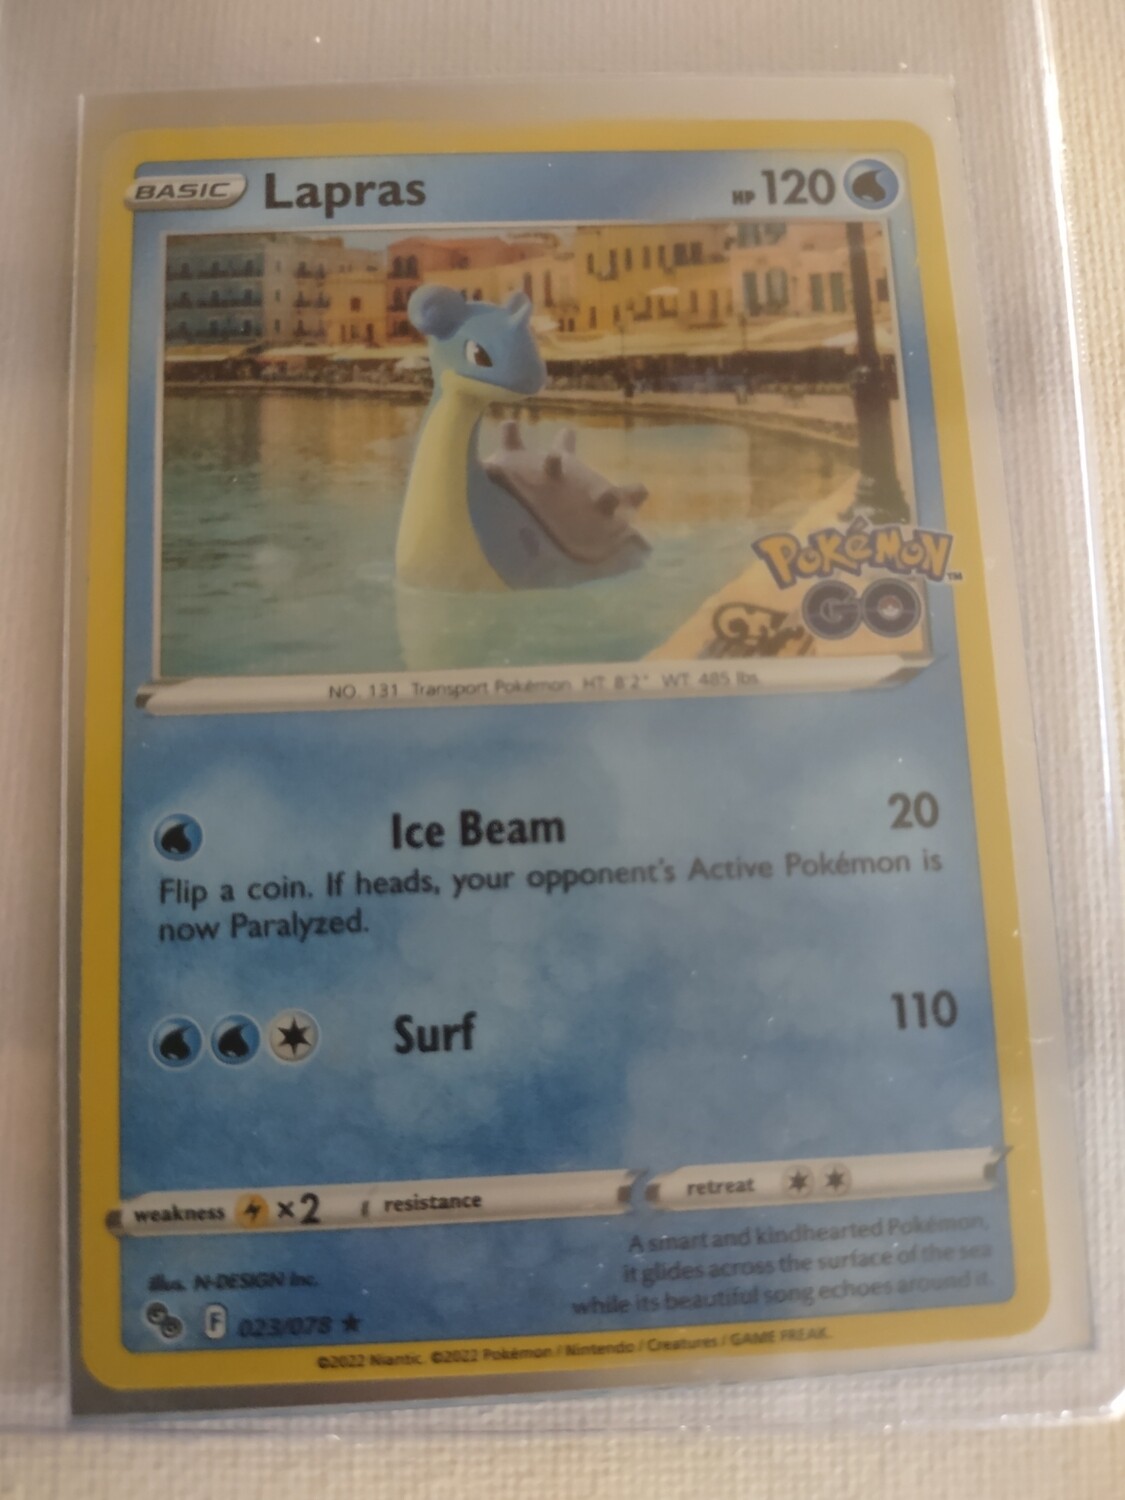 BASIC Lapras HP 120
POKéMON™
GO
NO. 131 Transport Pokémon HT 8'2" WT 485 lbs.
Ice Beam 20
Flip a coin. If heads, your opponent's Active Pokémon is
now Paralyzed.
Surf 110
weakness ×2 resistance retreat
A smart and kindhearted Pokémon,
it glides across the surface of the sea
while its beautiful song echoes around it.
Illus. N-DESIGN Inc.
F 023/078 ★
©2022 Niantic. ©2022 Pokémon / Nintendo / Creatures / GAME FREAK.